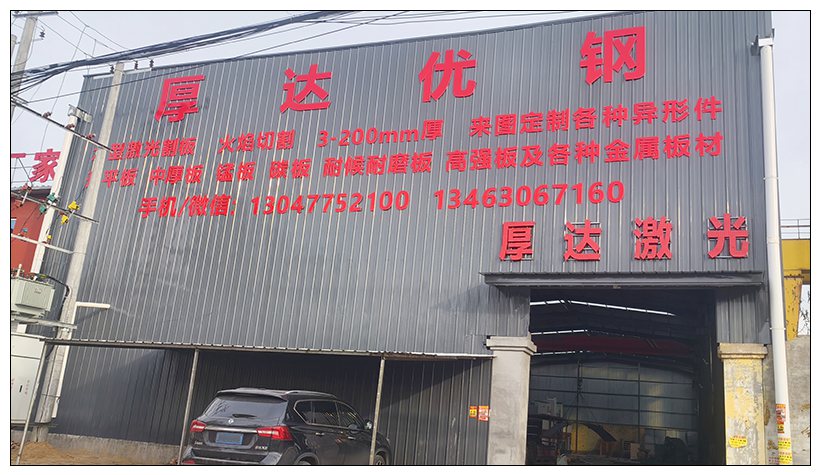 厚达优钢
型激光割板 火焰切割 3-200mm厚 来图定制各种异形件
平板 中厚板 锰板 碳板 耐候耐磨板 高强板及各种金属板材
手机/微信:13047752100 13463067160
厚达激光
厂家